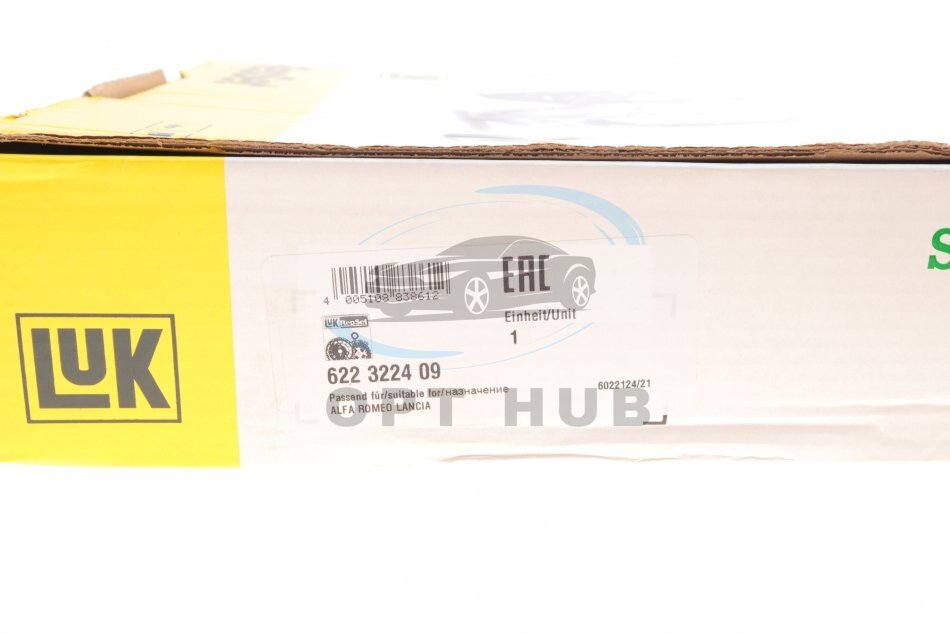 LUK
4 005108 838612
EAC
LUK RepSet
Einheit/Unit
1
622 3224 09
Passend für/suitable for/назначение
ALFA ROMEO LANCIA
6022124/21
OPT HUB
S